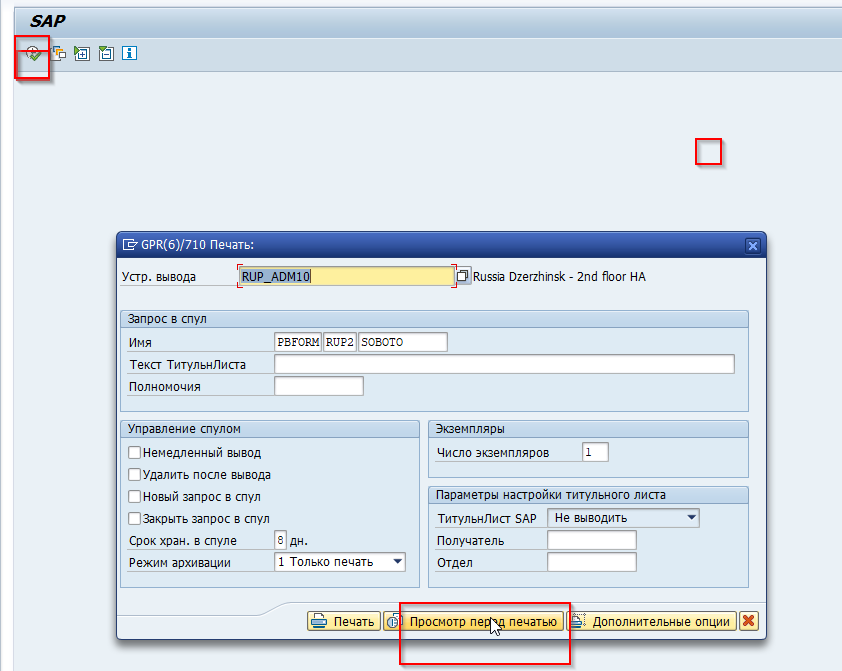 SAP
GPR(6)/710 Печать:
Устр. вывода RUP_ADM10 Russia Dzerzhinsk - 2nd floor HA
Запрос в спул
Имя PBFORM RUP2 SOBOTO
Текст ТитульнЛиста
Полномочия
Управление спулом
Немедленный вывод
Удалить после вывода
Новый запрос в спул
Закрыть запрос в спул
Срок хран. в спуле 8 дн.
Режим архивации 1 Только печать
Экземпляры
Число экземпляров 1
Параметры настройки титульного листа
ТитульнЛист SAP Не выводить
Получатель
Отдел
Печать Просмотр перед печатью Дополнительные опции